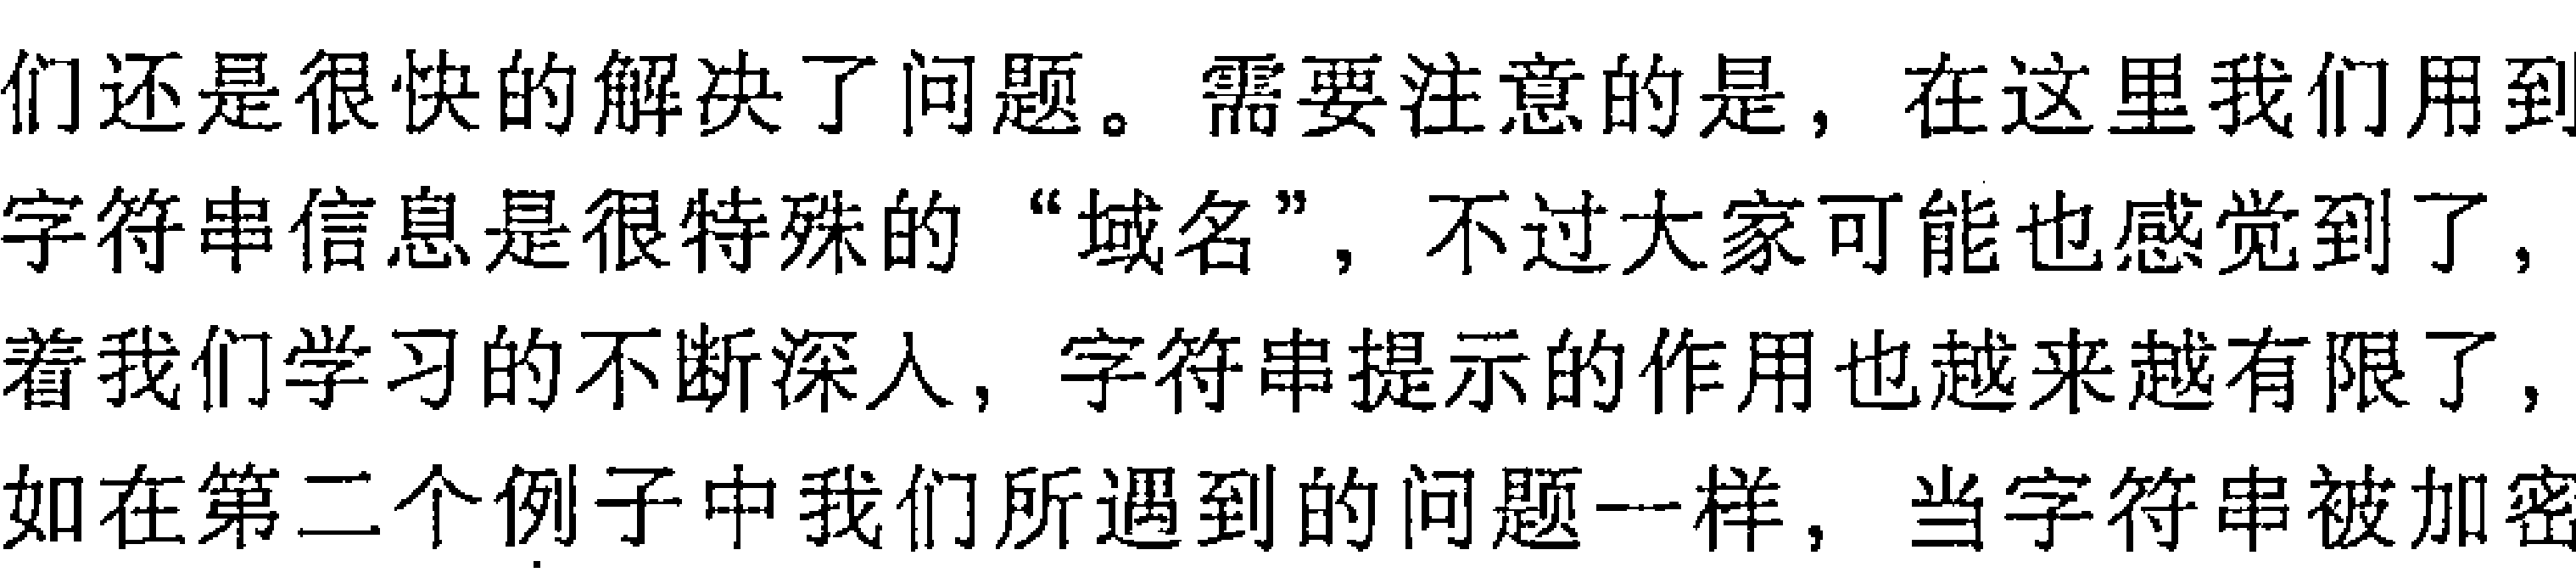 们还是很快的解决了问题。需要注意的是，在这里我们用到
字符串信息是很特殊的“域名”，不过大家可能也感觉到了，
着我们学习的不断深入，字符串提示的作用也越来越有限了，
如在第二个例子中我们所遇到的问题一样，当字符串被加密